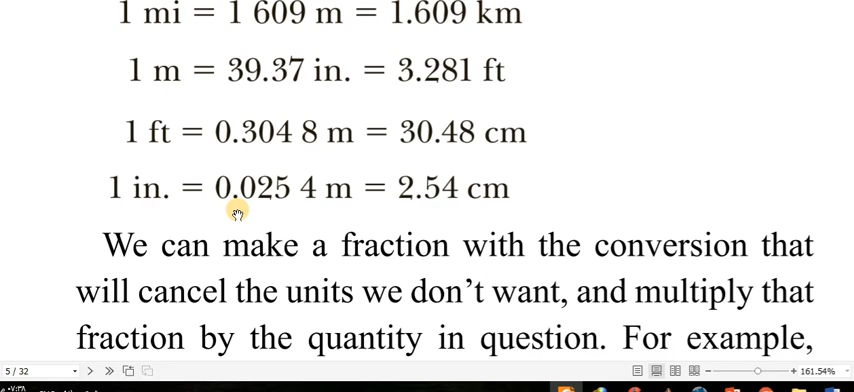 1 mi = 1 609 m = 1.609 km
1 m = 39.37 in. = 3.281 ft
1 ft = 0.304 8 m = 30.48 cm
1 in. = 0.025 4 m = 2.54 cm
We can make a fraction with the conversion that
will cancel the units we don't want, and multiply that
fraction by the quantity in question. For example,
5 / 32
161.54%